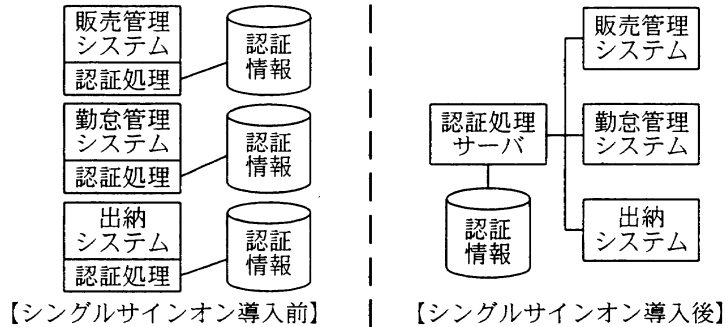 販売管理
システム
認証処理
認証
情報
勤怠管理
システム
認証処理
認証
情報
出納
システム
認証処理
認証
情報
【シングルサインオン導入前】
認証処理
サーバ
認証
情報
販売管理
システム
勤怠管理
システム
出納
システム
【シングルサインオン導入後】